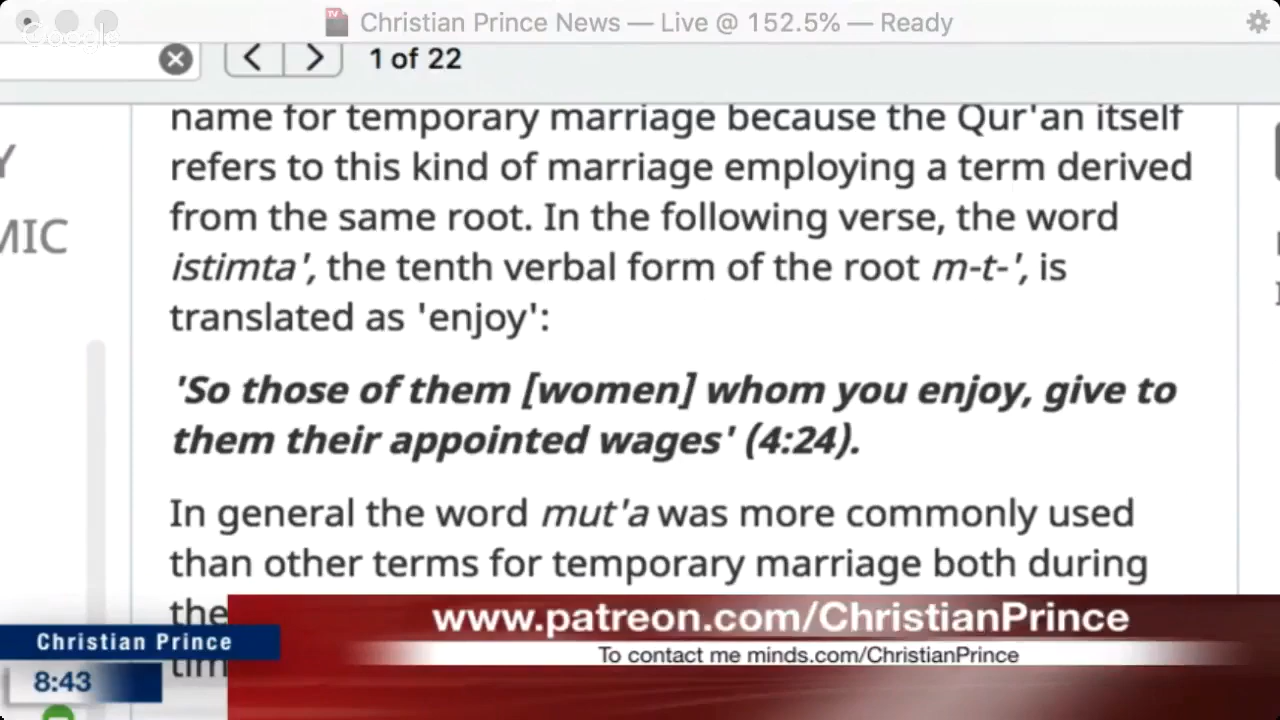 Christian Prince News — Live @ 152.5% — Ready
Google
1 of 22
name for temporary marriage because the Qur'an itself
refers to this kind of marriage employing a term derived
from the same root. In the following verse, the word
MIC
istimta', the tenth verbal form of the root m-t-', is
translated as 'enjoy':
'So those of them [women] whom you enjoy, give to
them their appointed wages' (4:24).
In general the word mut'a was more commonly used
than other terms for temporary marriage both during
the
www.patreon.com/ChristianPrince
Christian Prince
To contact me minds.com/ChristianPrince
tim
8:43